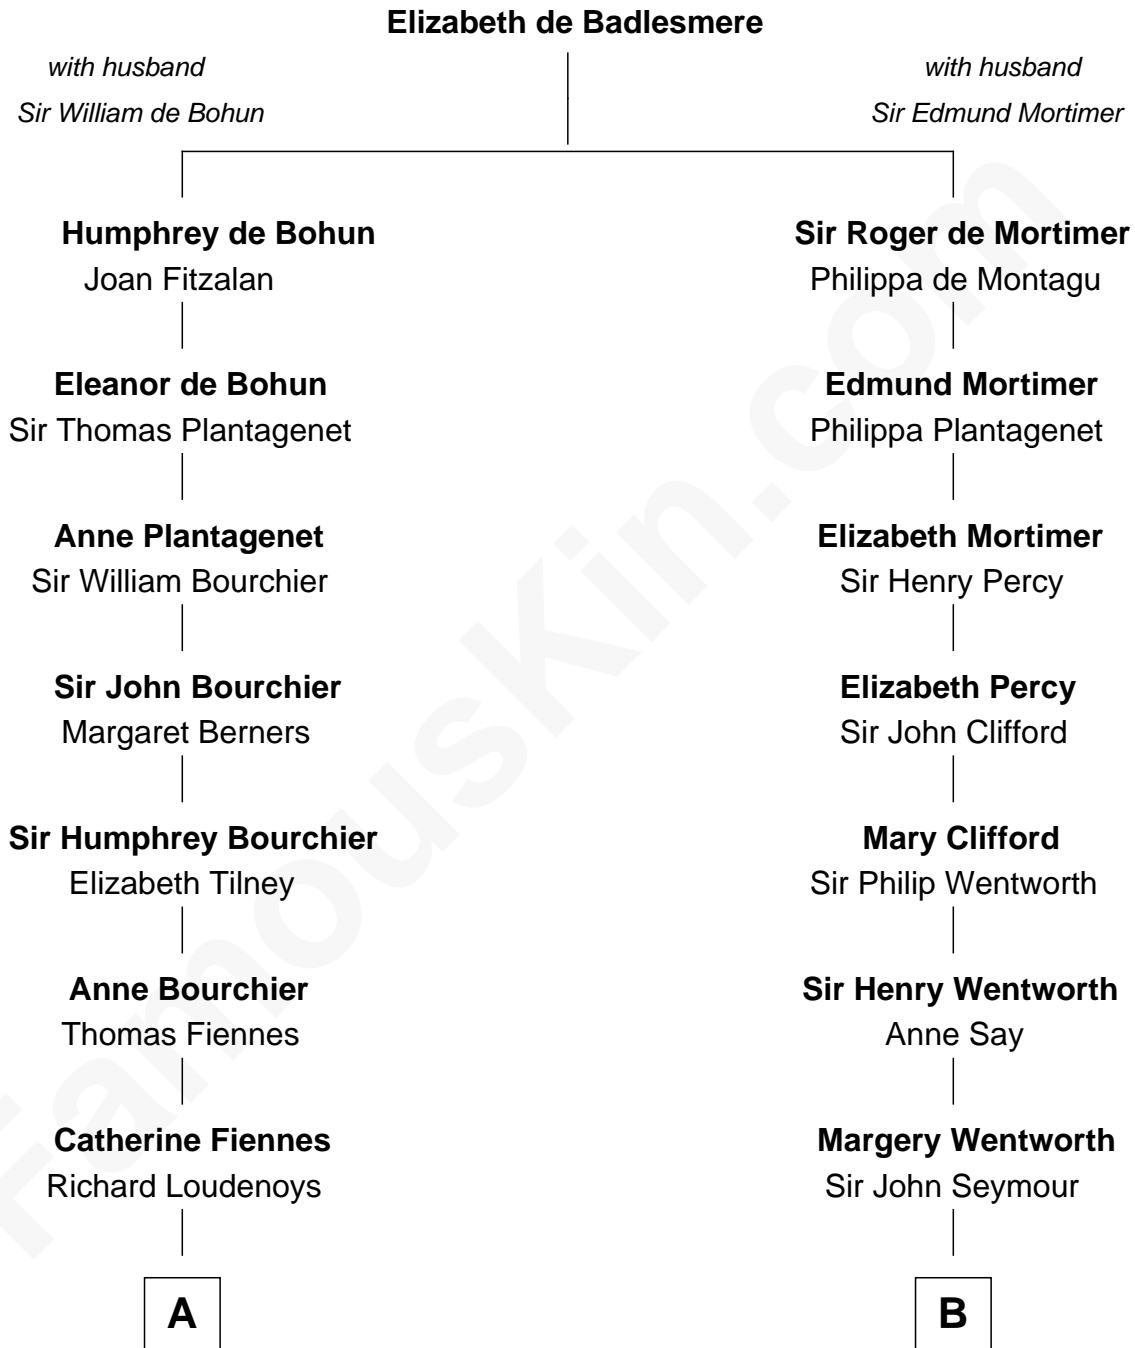 Elizabeth de Badlesmere
with husband
Sir William de Bohun
with husband
Sir Edmund Mortimer
Humphrey de Bohun
Joan Fitzalan
Eleanor de Bohun
Sir Thomas Plantagenet
Anne Plantagenet
Sir William Bourchier
Sir John Bourchier
Margaret Berners
Sir Humphrey Bourchier
Elizabeth Tilney
Anne Bourchier
Thomas Fiennes
Catherine Fiennes
Richard Loudenoys
A
Sir Roger de Mortimer
Philippa de Montagu
Edmund Mortimer
Philippa Plantagenet
Elizabeth Mortimer
Sir Henry Percy
Elizabeth Percy
Sir John Clifford
Mary Clifford
Sir Philip Wentworth
Sir Henry Wentworth
Anne Say
Margery Wentworth
Sir John Seymour
B
FamousKin.com